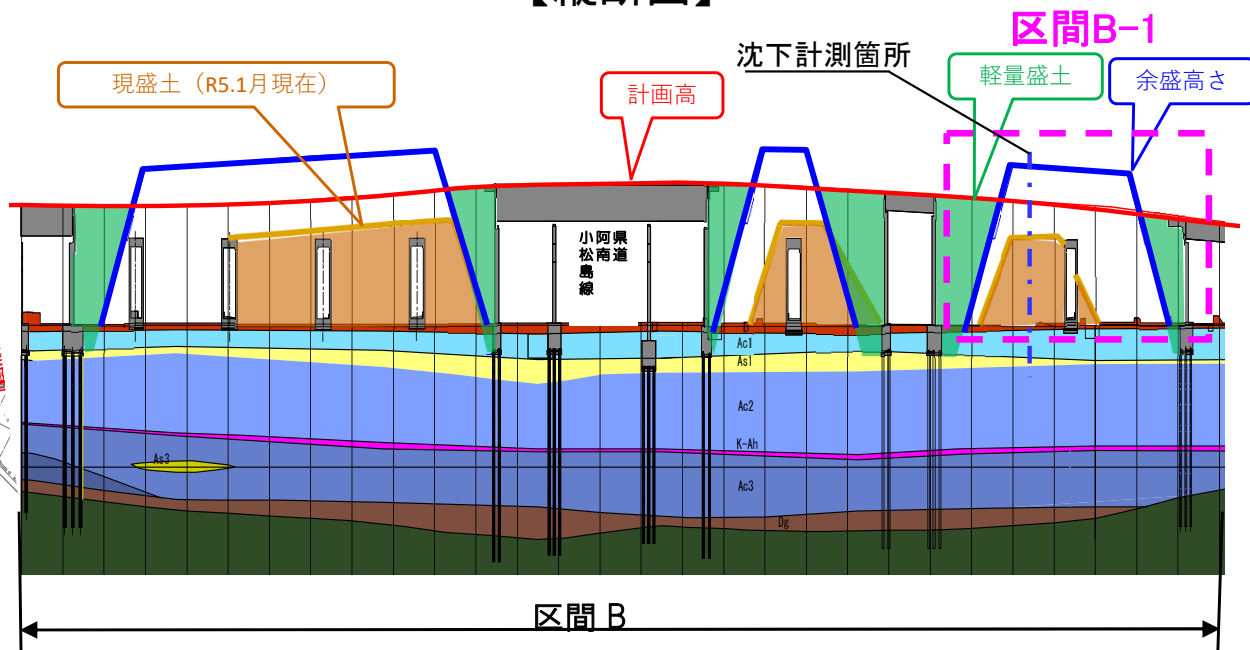 【縦断図】
区間B-1
沈下計測箇所
現盛土（R5.1月現在）
計画高
軽量盛土
余盛高さ
県道
阿南
小松島線
B
Ac1
As1
Ac2
K-Ah
As3
Ac3
Dg
区間 B